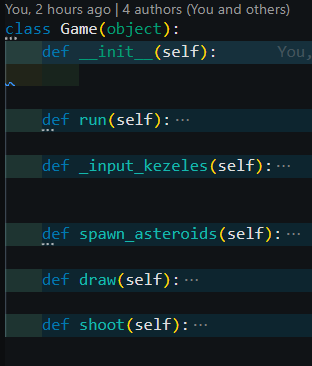 You, 2 hours ago | 4 authors (You and others)
class Game(object):
def __init__(self): You,
def run(self):···
def _input_kezeles(self):···
def spawn_asteroids(self):···
def draw(self):···
def shoot(self):···